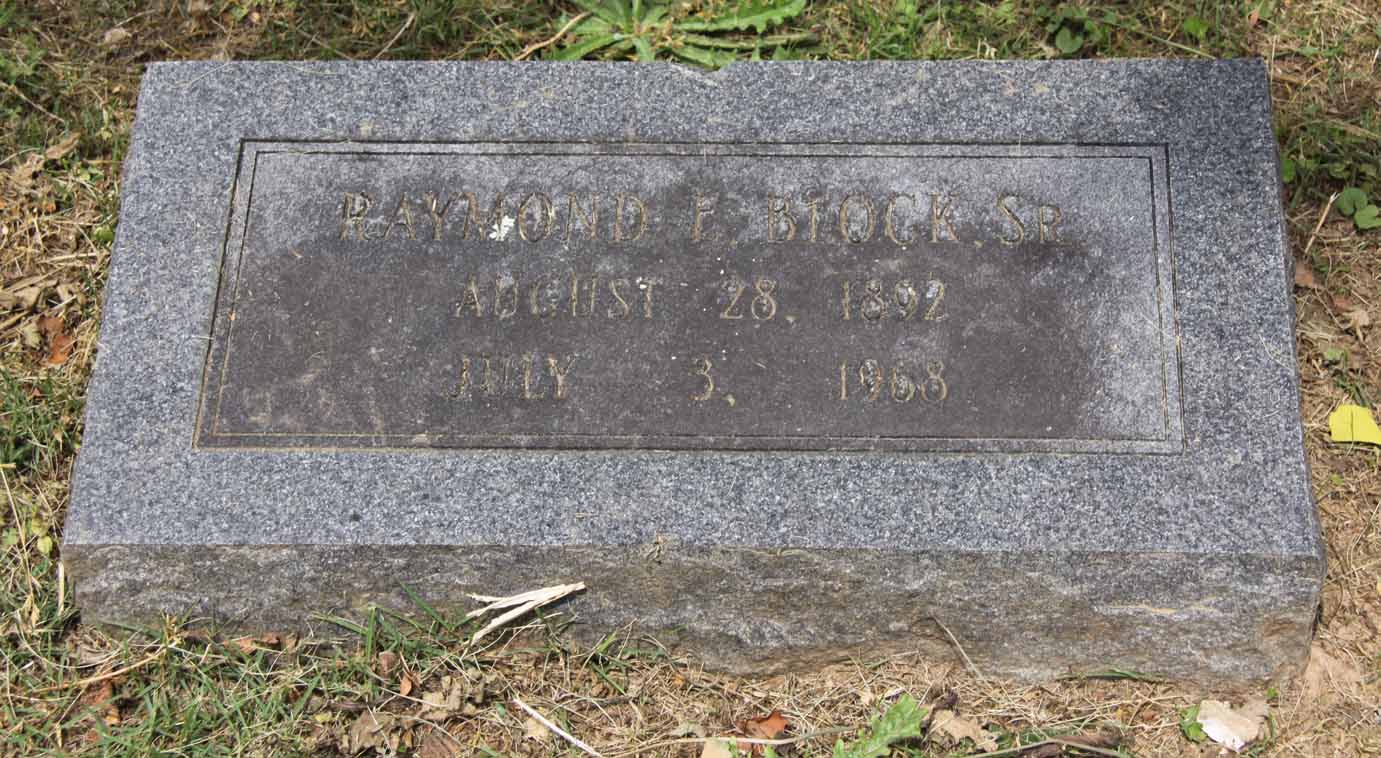 RAYMOND E. BLOCK, SR.
AUGUST 28, 1892
JULY 3, 1968